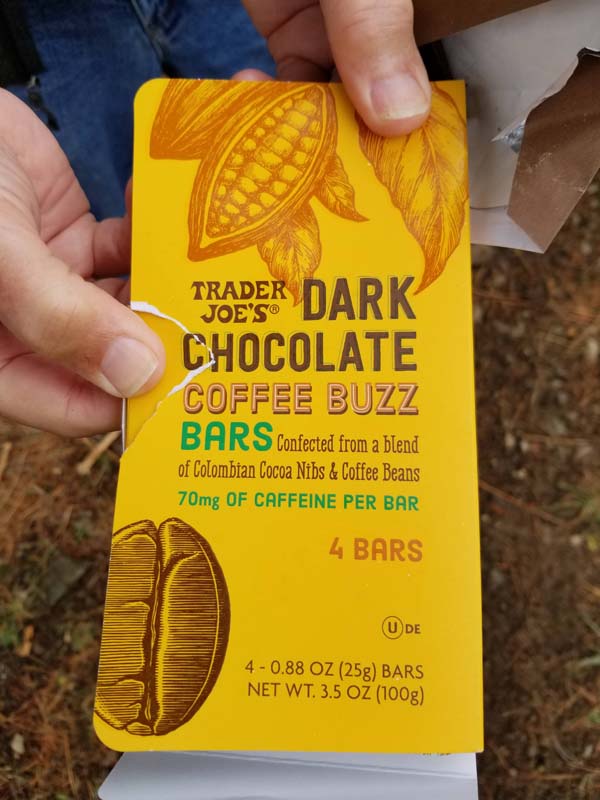 TRADER JOE'S® DARK
CHOCOLATE
COFFEE BUZZ
BARS Confected from a blend
of Colombian Cocoa Nibs & Coffee Beans
70mg OF CAFFEINE PER BAR
4 BARS
U DE
4 - 0.88 OZ (25g) BARS
NET WT. 3.5 OZ (100g)